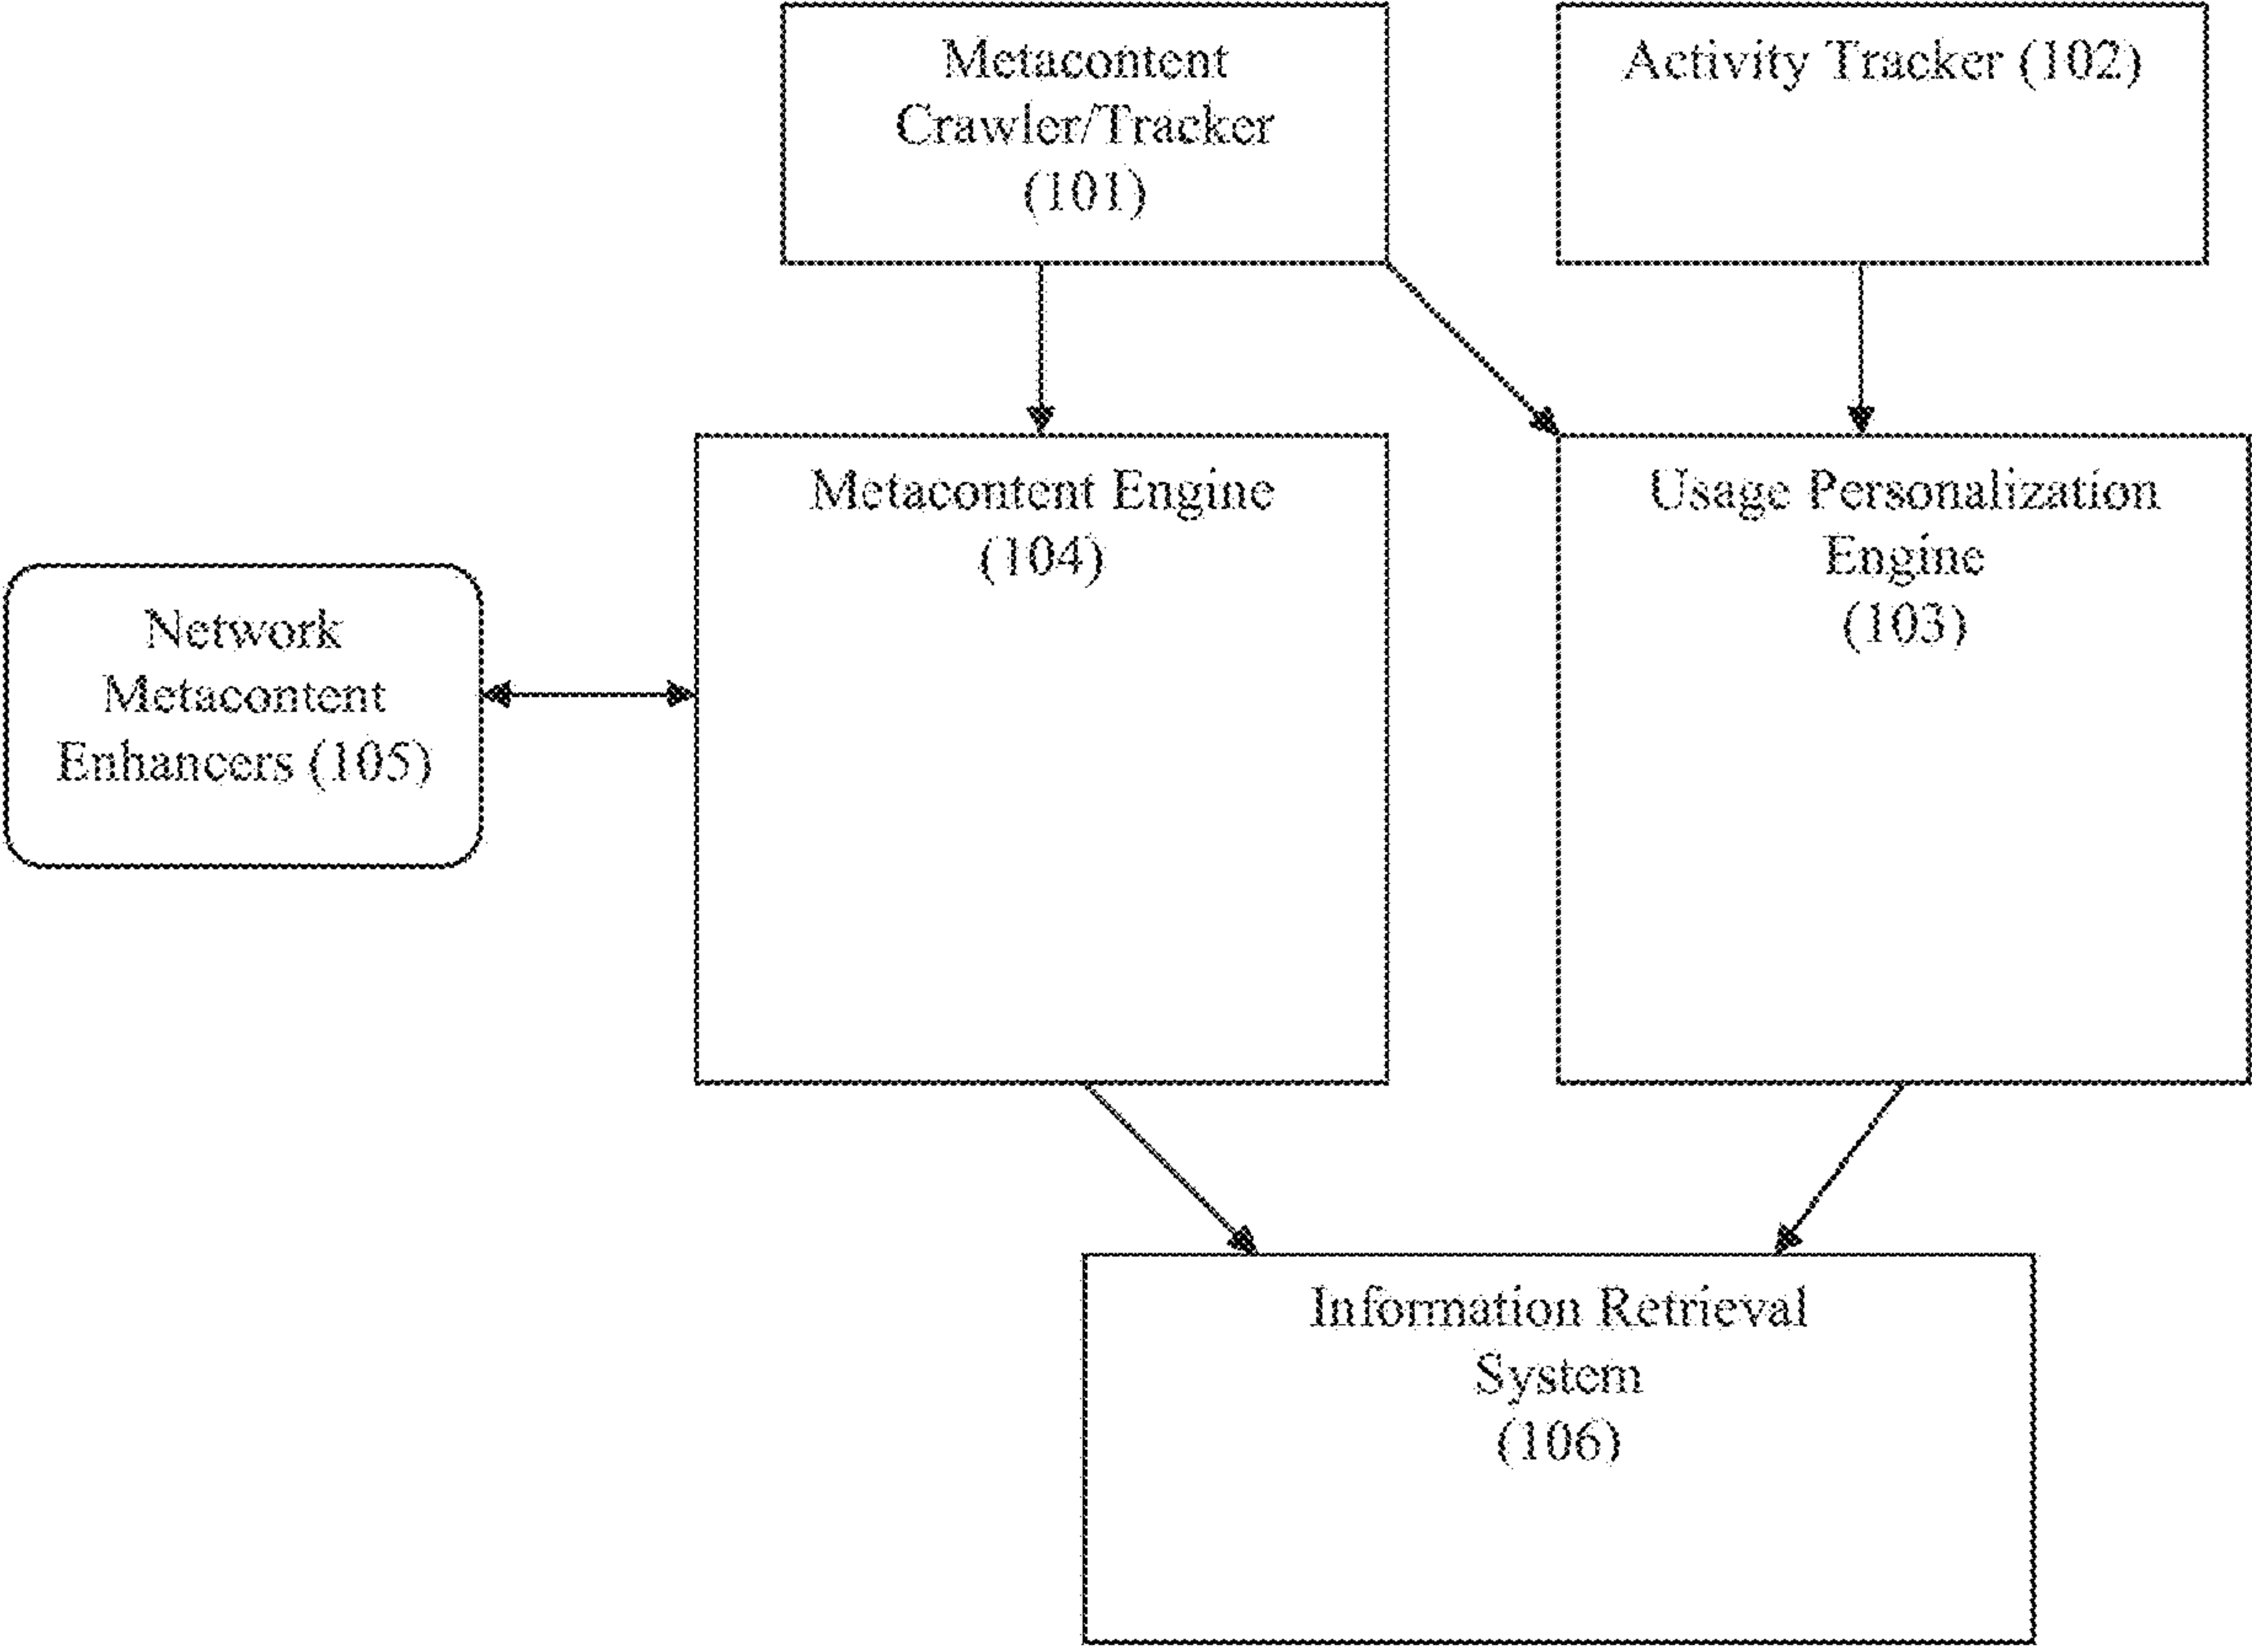 Metacontent
Crawler/Tracker
(101)
Activity Tracker (102)
Metacontent Engine
(104)
Usage Personalization
Engine
(103)
Network
Metacontent
Enhancers (105)
Information Retrieval
System
(106)